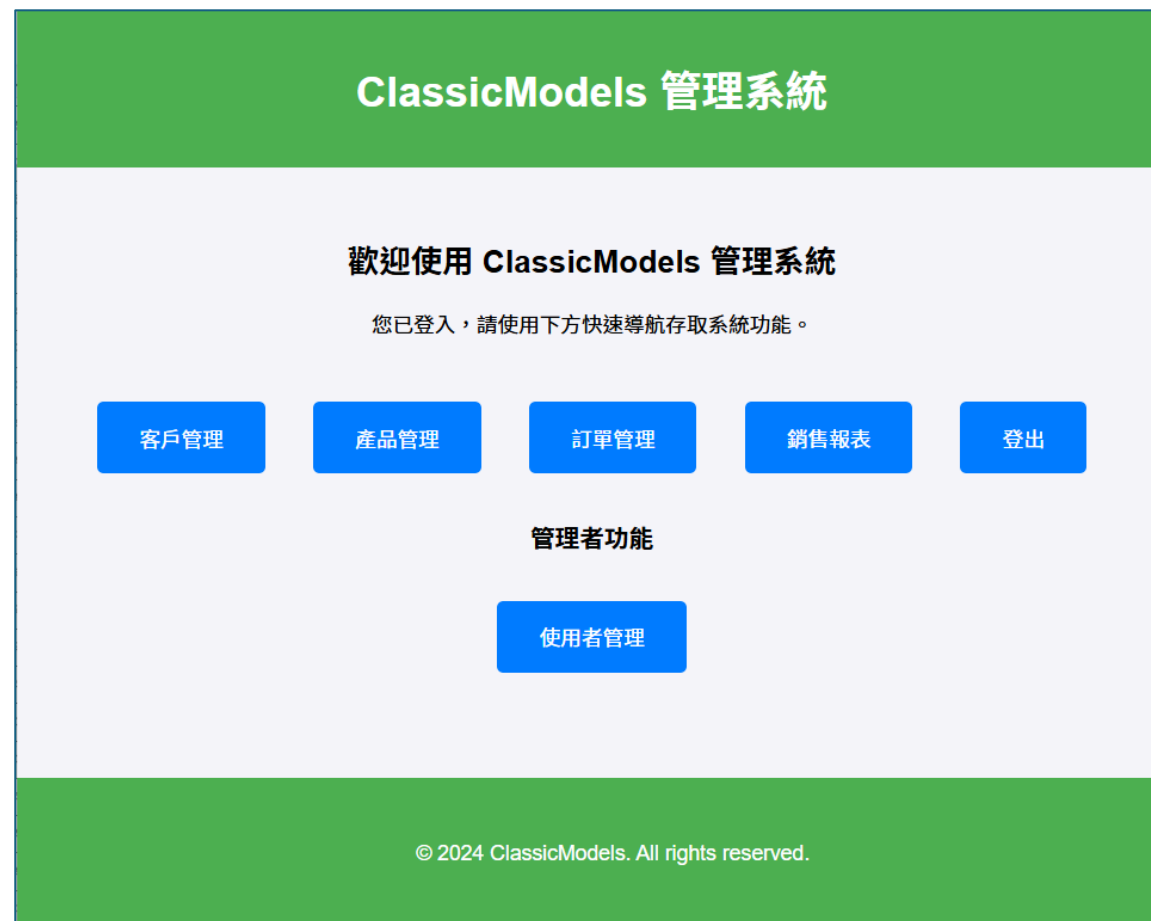 ClassicModels 管理系統
歡迎使用 ClassicModels 管理系統
您已登入，請使用下方快速導航存取系統功能。
客戶管理 產品管理 訂單管理 銷售報表 登出
管理者功能
使用者管理
© 2024 ClassicModels. All rights reserved.